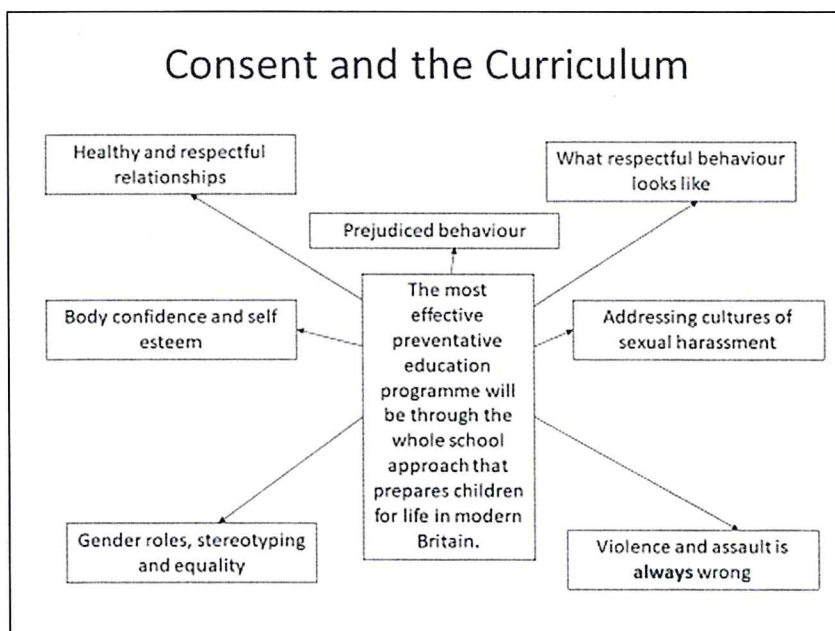 Consent and the Curriculum
Healthy and respectful
relationships
What respectful behaviour
looks like
Prejudiced behaviour
Body confidence and self
esteem
The most
effective
preventative
education
programme will
be through the
whole school
approach that
prepares children
for life in modern
Britain.
Addressing cultures of
sexual harassment
Gender roles, stereotyping
and equality
Violence and assault is
always wrong